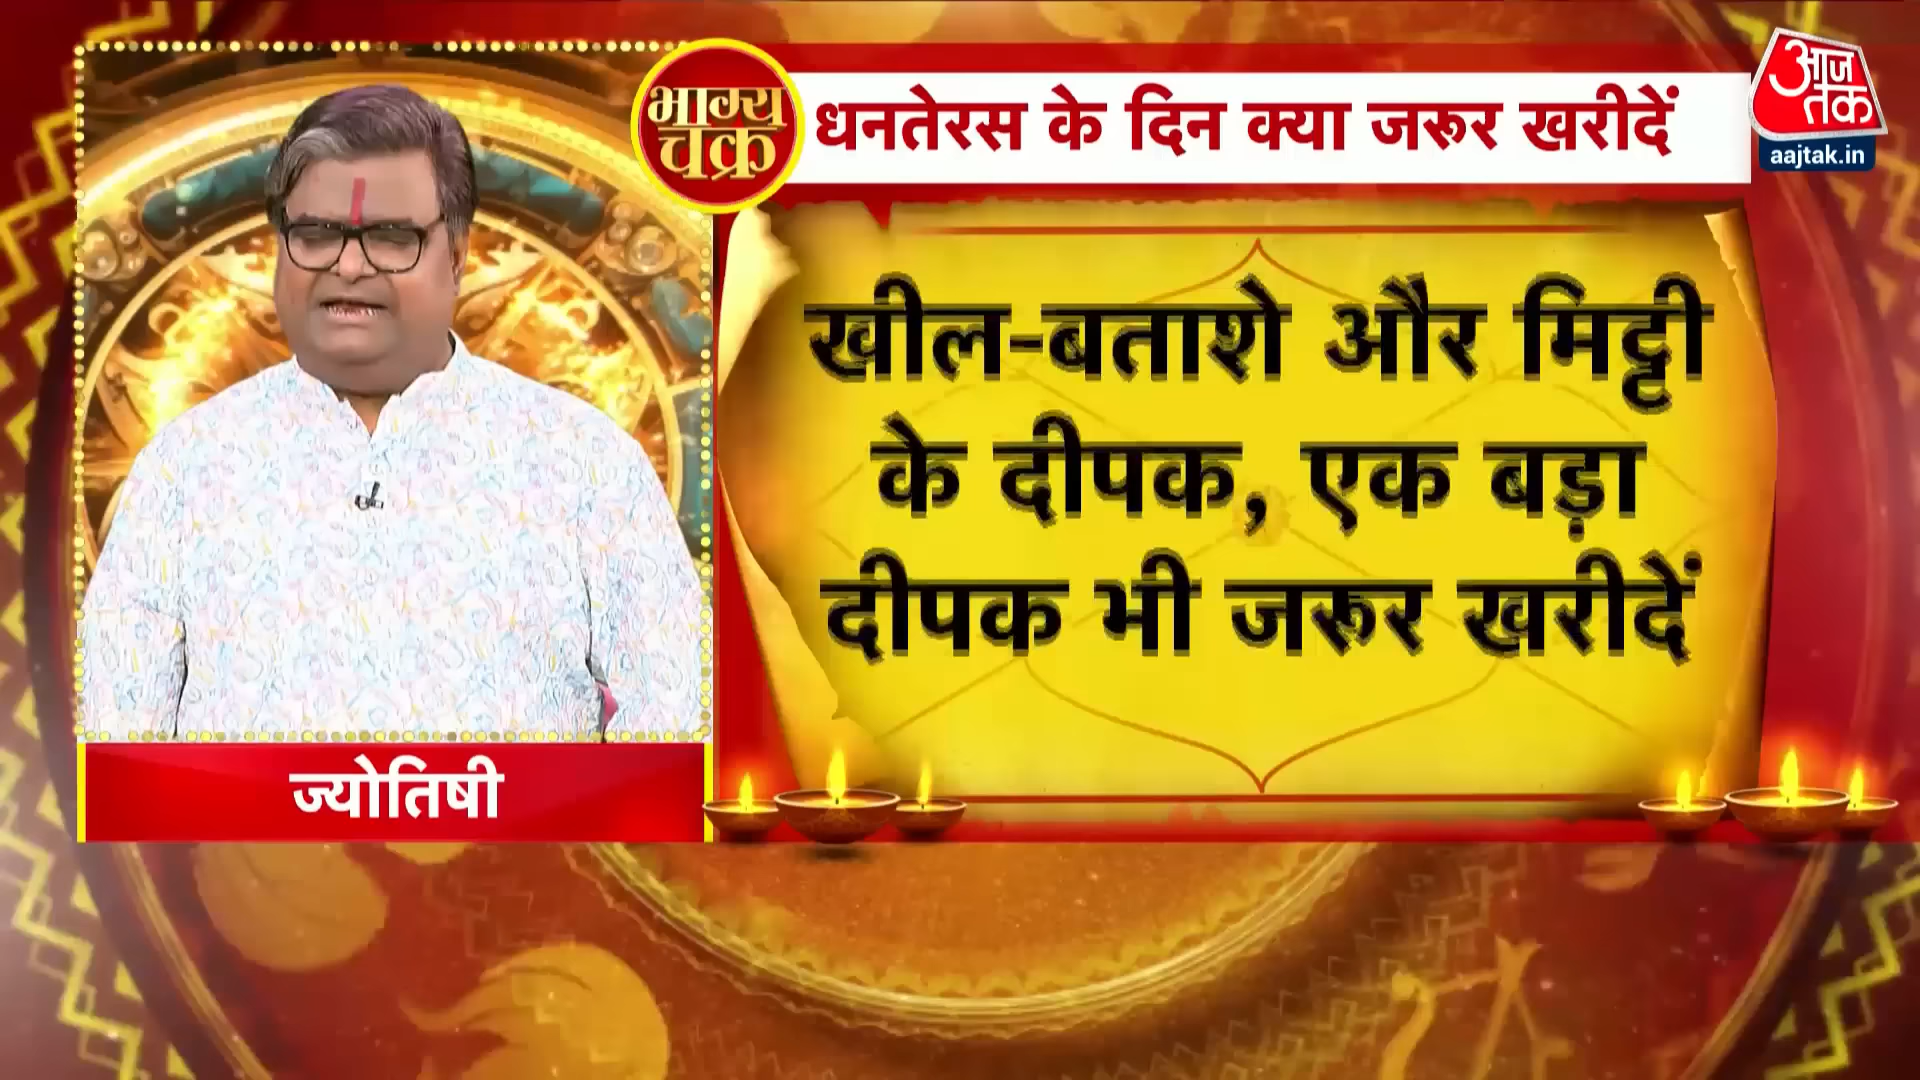 भाग्य
चक्र
धनतेरस के दिन क्या जरूर खरीदें
आज
तक
aajtak.in
खील-बताशे और मिट्टी
के दीपक, एक बड़ा
दीपक भी जरूर खरीदें
ज्योतिषी